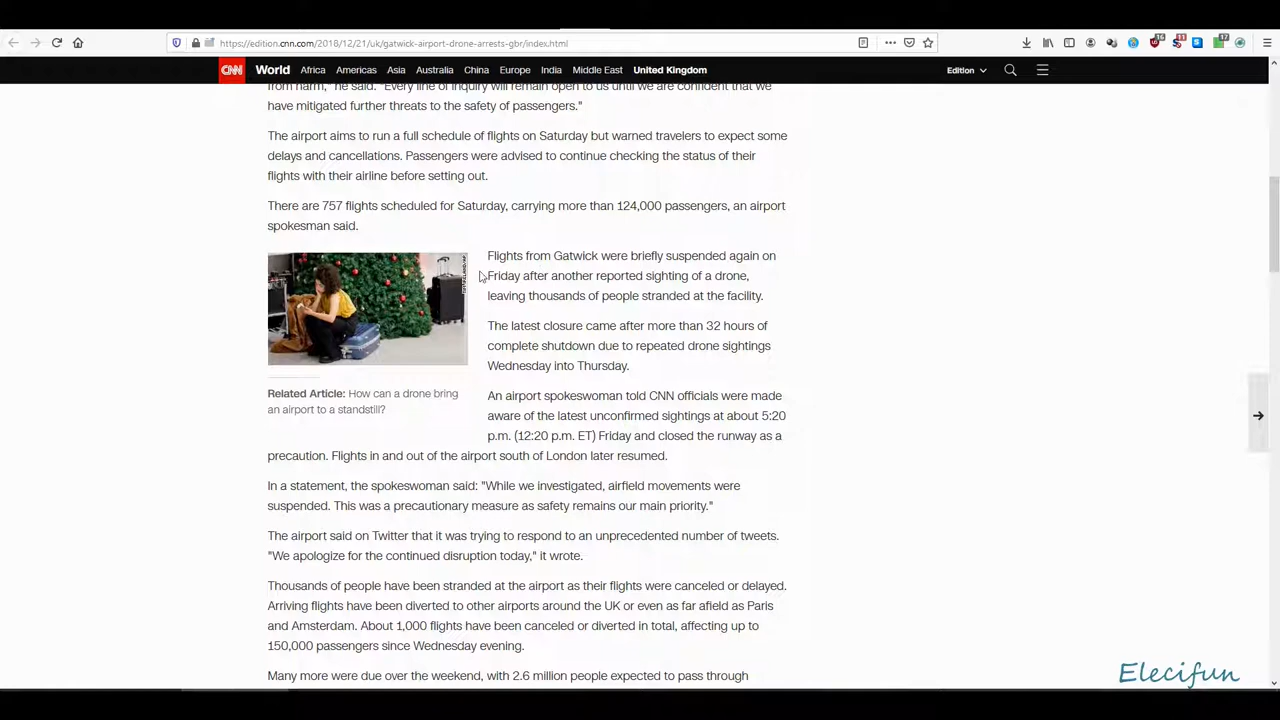 https://edition.cnn.com/2018/12/21/uk/gatwick-airport-drone-arrests-gbr/index.html
16
11
17
CNN World Africa Americas Asia Australia China Europe India Middle East United Kingdom Edition
from harm," he said. "Every line of inquiry will remain open to us until we are confident that we
have mitigated further threats to the safety of passengers."
The airport aims to run a full schedule of flights on Saturday but warned travelers to expect some
delays and cancellations. Passengers were advised to continue checking the status of their
flights with their airline before setting out.
There are 757 flights scheduled for Saturday, carrying more than 124,000 passengers, an airport
spokesman said.
Flights from Gatwick were briefly suspended again on
Friday after another reported sighting of a drone,
leaving thousands of people stranded at the facility.
The latest closure came after more than 32 hours of
complete shutdown due to repeated drone sightings
Wednesday into Thursday.
Related Article: How can a drone bring
an airport to a standstill?
An airport spokeswoman told CNN officials were made
aware of the latest unconfirmed sightings at about 5:20
p.m. (12:20 p.m. ET) Friday and closed the runway as a
precaution. Flights in and out of the airport south of London later resumed.
In a statement, the spokeswoman said: "While we investigated, airfield movements were
suspended. This was a precautionary measure as safety remains our main priority."
The airport said on Twitter that it was trying to respond to an unprecedented number of tweets.
"We apologize for the continued disruption today," it wrote.
Thousands of people have been stranded at the airport as their flights were canceled or delayed.
Arriving flights have been diverted to other airports around the UK or even as far afield as Paris
and Amsterdam. About 1,000 flights have been canceled or diverted in total, affecting up to
150,000 passengers since Wednesday evening.
Many more were due over the weekend, with 2.6 million people expected to pass through
Elecifun